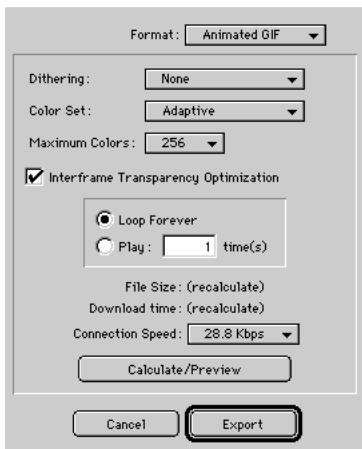 Format: Animated GIF
Dithering: None
Color Set: Adaptive
Maximum Colors: 256
Interframe Transparency Optimization
Loop Forever
Play: 1 time(s)
File Size: (recalculate)
Download time: (recalculate)
Connection Speed: 28.8 Kbps
Calculate/Preview
Cancel Export